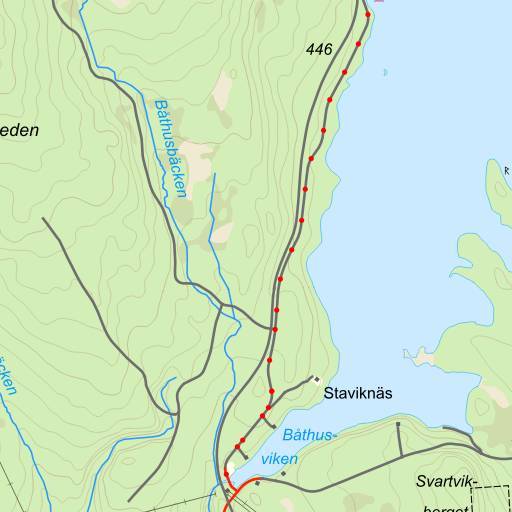 446
eden
Båthusbäcken
äcken
Staviknäs
Båthus-
viken
Svartvik-
berget
R